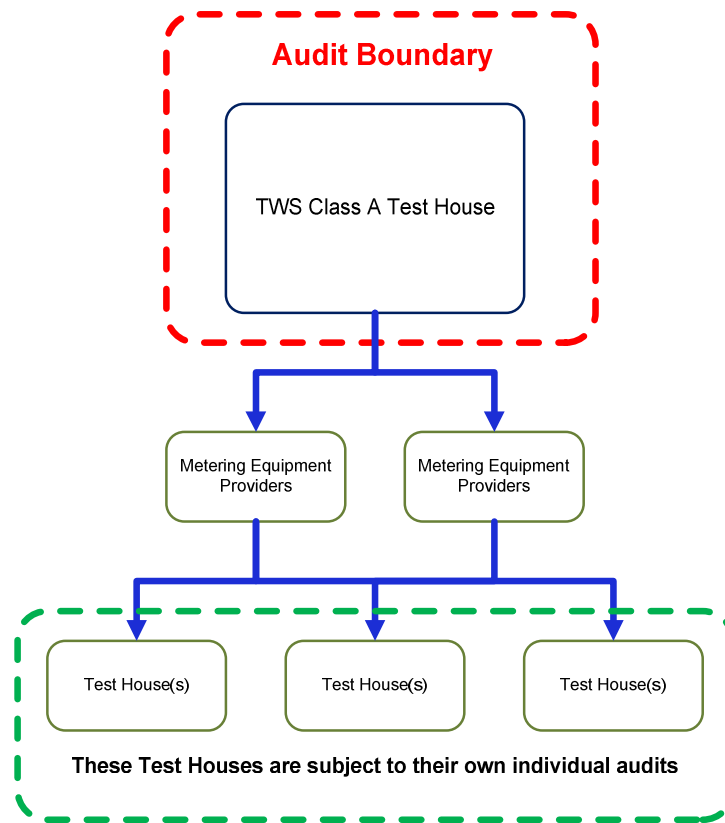 Audit Boundary
TWS Class A Test House
Metering Equipment
Providers
Metering Equipment
Providers
Test House(s)
Test House(s)
Test House(s)
These Test Houses are subject to their own individual audits